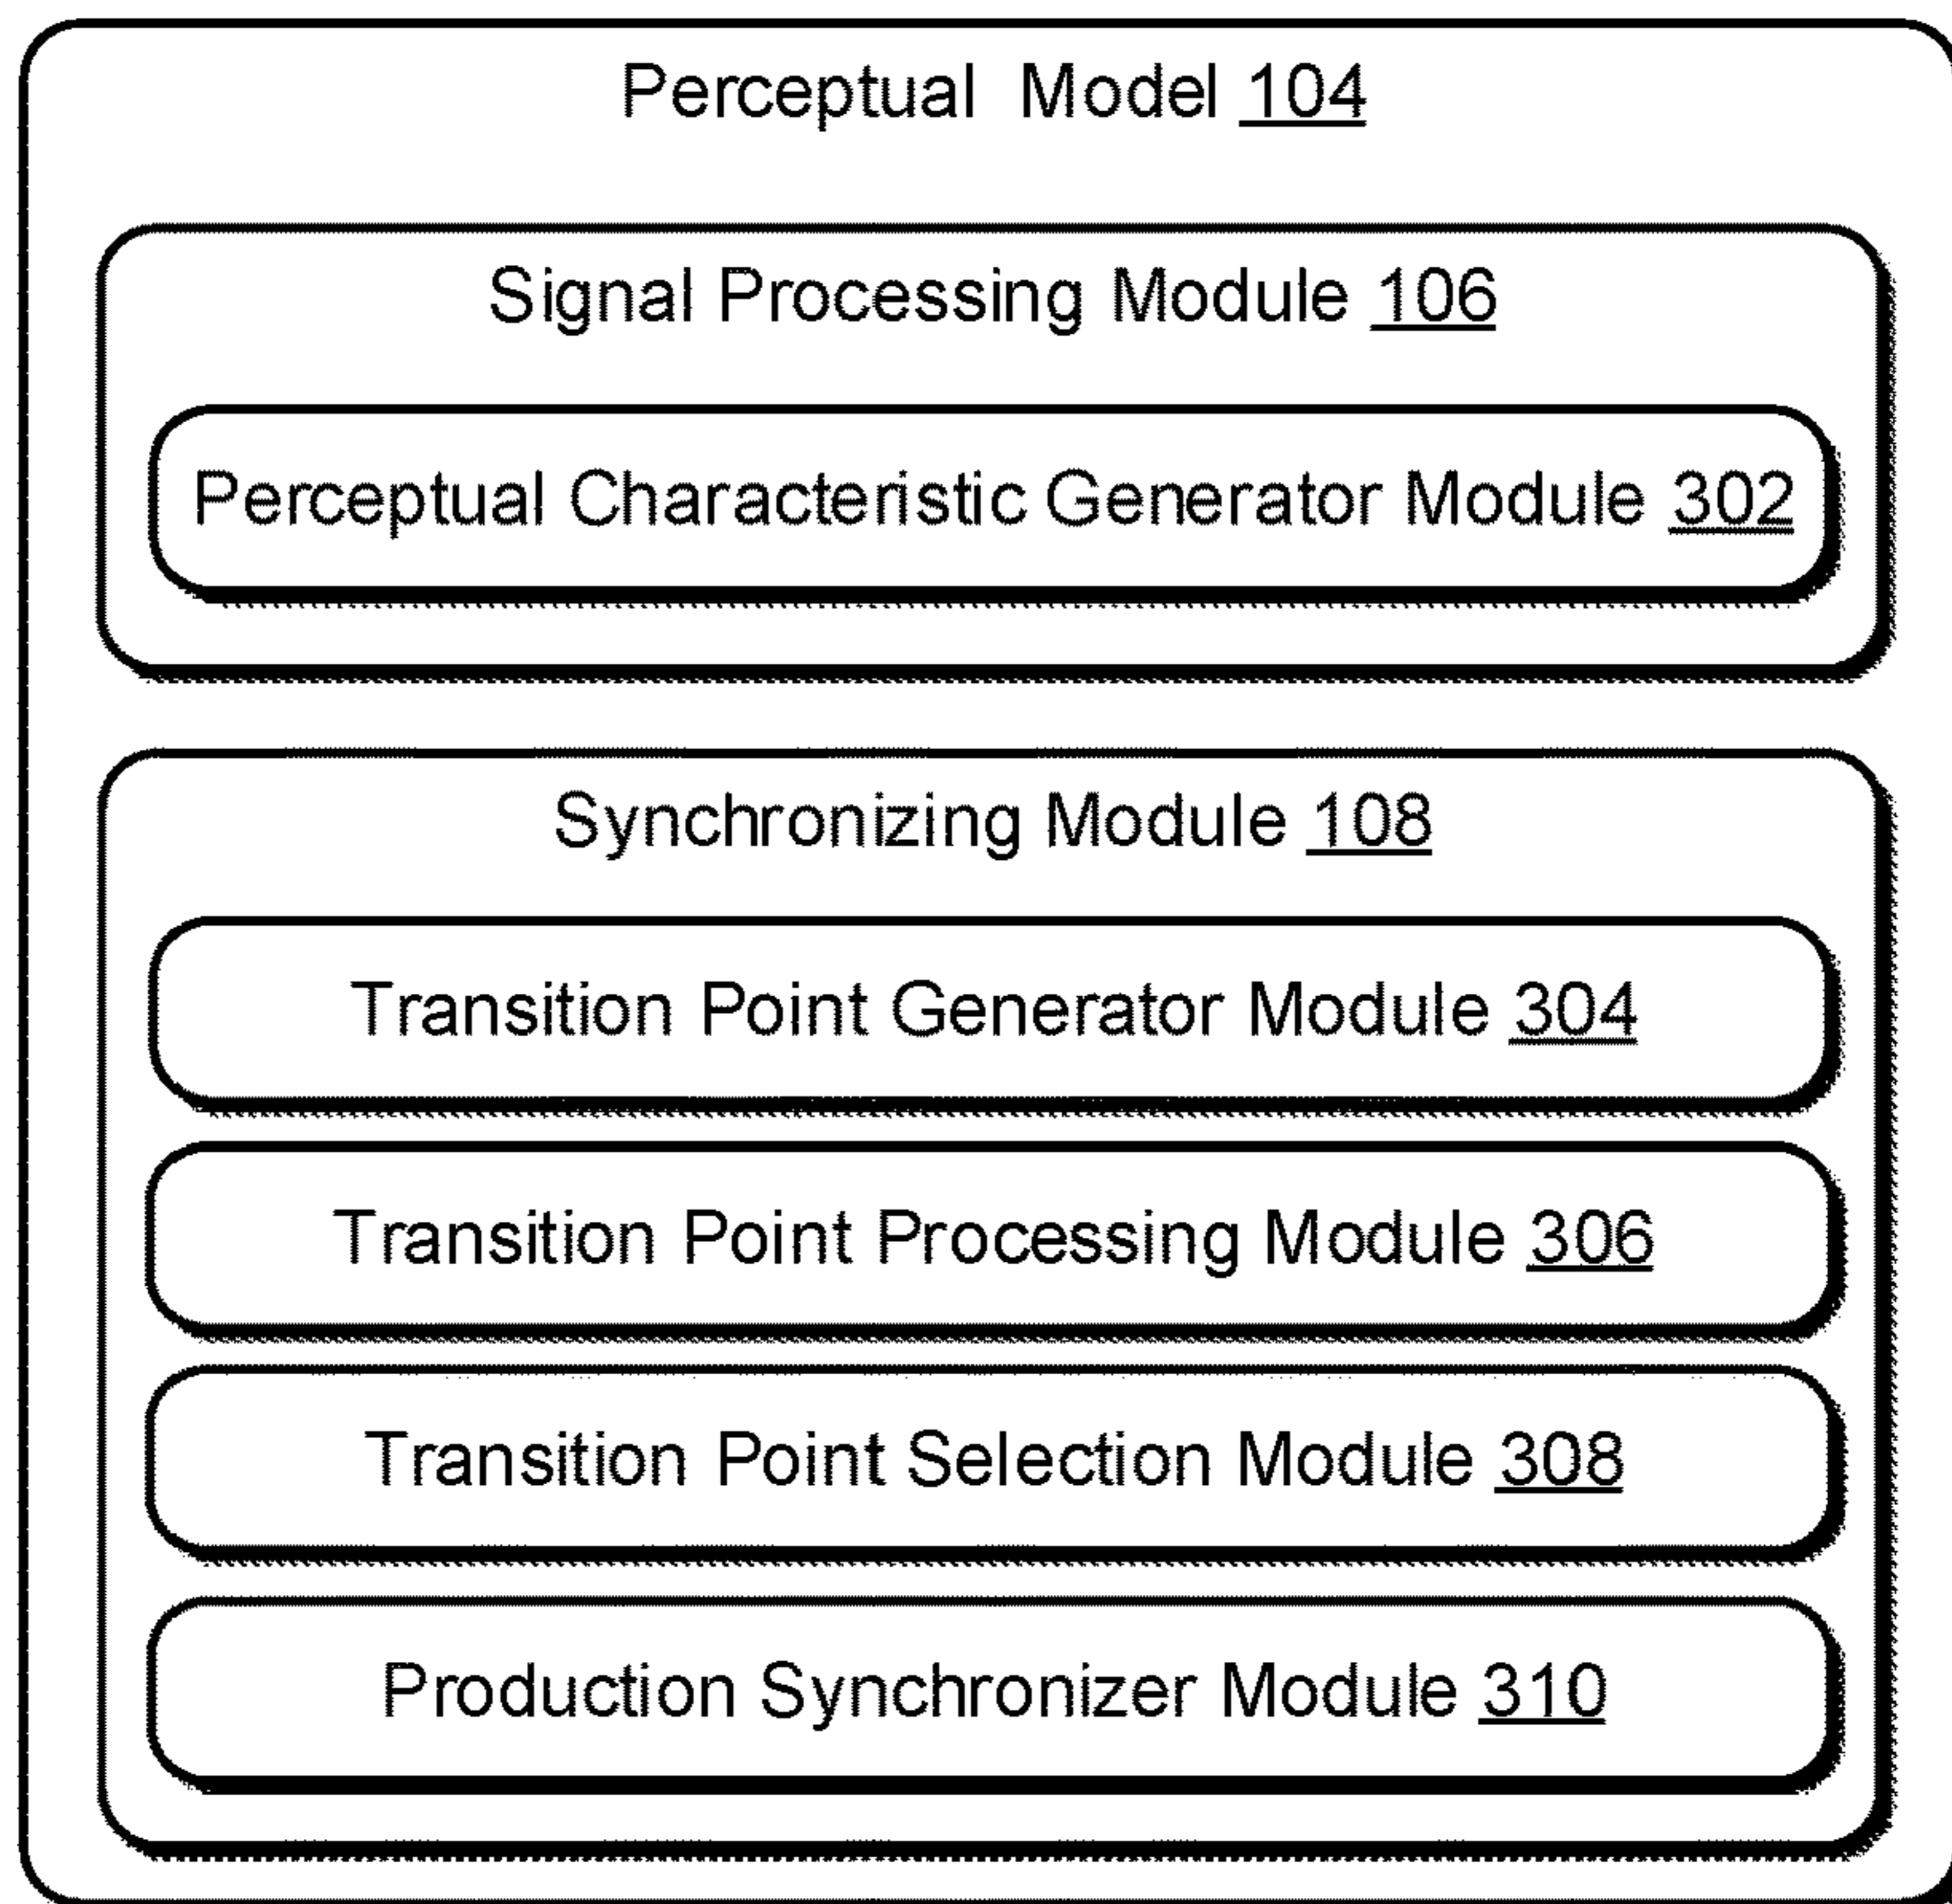 Perceptual Model 104
Signal Processing Module 106
Perceptual Characteristic Generator Module 302
Synchronizing Module 108
Transition Point Generator Module 304
Transition Point Processing Module 306
Transition Point Selection Module 308
Production Synchronizer Module 310